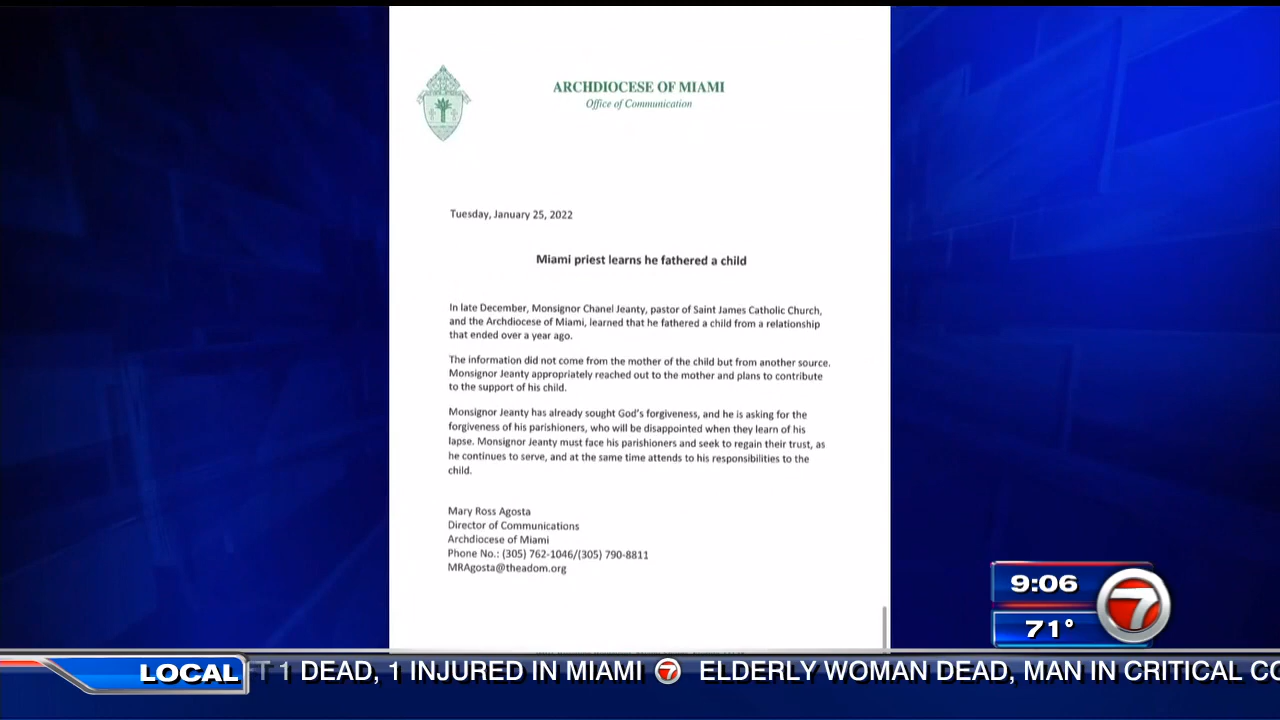 ARCHDIOCESE OF MIAMI
Office of Communication
Tuesday, January 25, 2022
Miami priest learns he fathered a child
In late December, Monsignor Chanel Jeanty, pastor of Saint James Catholic Church,
and the Archdiocese of Miami, learned that he fathered a child from a relationship
that ended over a year ago.
The information did not come from the mother of the child but from another source.
Monsignor Jeanty appropriately reached out to the mother and plans to contribute
to the support of his child.
Monsignor Jeanty has already sought God's forgiveness, and he is asking for the
forgiveness of his parishioners, who will be disappointed when they learn of his
lapse. Monsignor Jeanty must face his parishioners and seek to regain their trust, as
he continues to serve, and at the same time attends to his responsibilities to the
child.
Mary Ross Agosta
Director of Communications
Archdiocese of Miami
Phone No.: (305) 762-1046/(305) 790-8811
MRAgosta@theadom.org
9:06
7
71°
LOCAL FT 1 DEAD, 1 INJURED IN MIAMI 7 ELDERLY WOMAN DEAD, MAN IN CRITICAL CO